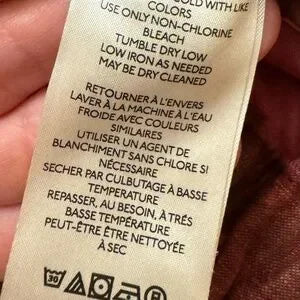 COLD WITH LIKE
COLORS
USE ONLY NON-CHLORINE
BLEACH
TUMBLE DRY LOW
LOW IRON AS NEEDED
MAY BE DRY CLEANED
RETOURNER À L'ENVERS
LAVER À LA MACHINE À L'EAU
FROIDE AVEC COULEURS
SIMILAIRES
UTILISER UN AGENT DE
BLANCHIMENT SANS CHLORE SI
NÉCESSAIRE
SECHER PAR CULBUTAGE À BASSE
TEMPERATURE
REPASSER, AU BESOIN, À TRÉS
BASSE TEMPÉRATURE
PEUT-ÊTRE ÊTRE NETTOYÉE
À SEC
30